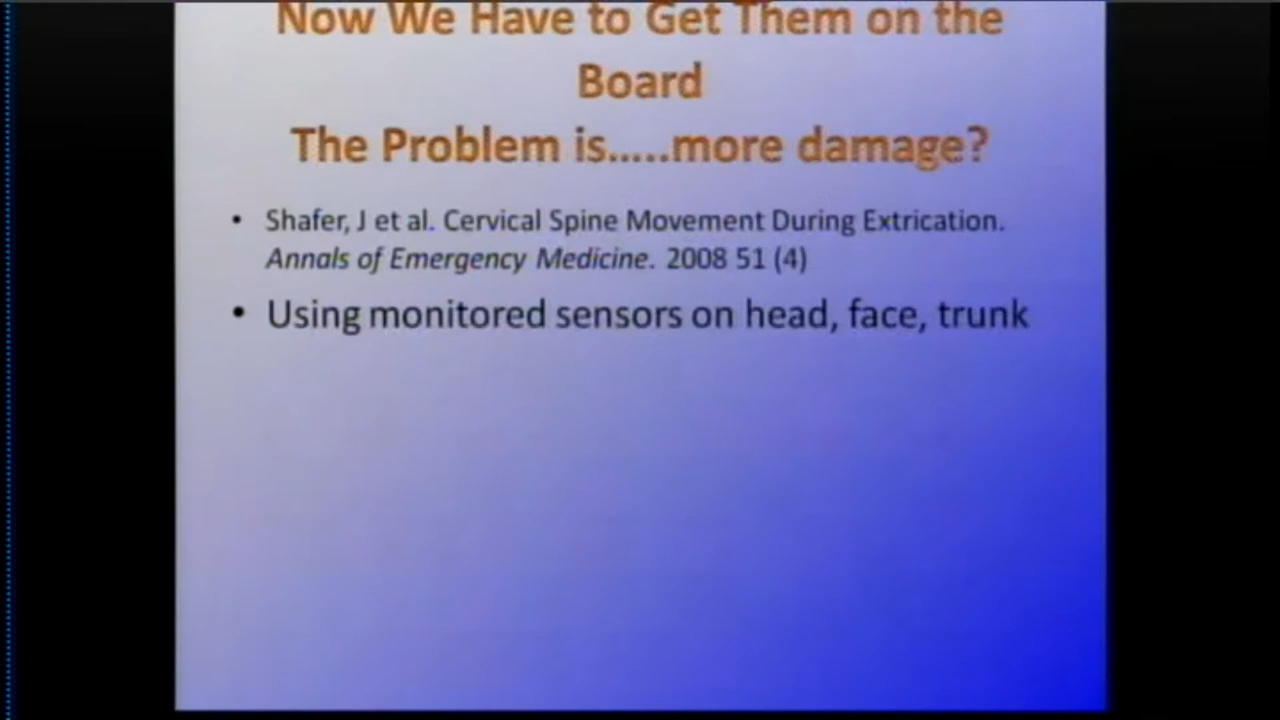 Now We Have to Get Them on the
Board
The Problem is.....more damage?
• Shafer, J et al. Cervical Spine Movement During Extrication.
Annals of Emergency Medicine. 2008 51 (4)
• Using monitored sensors on head, face, trunk